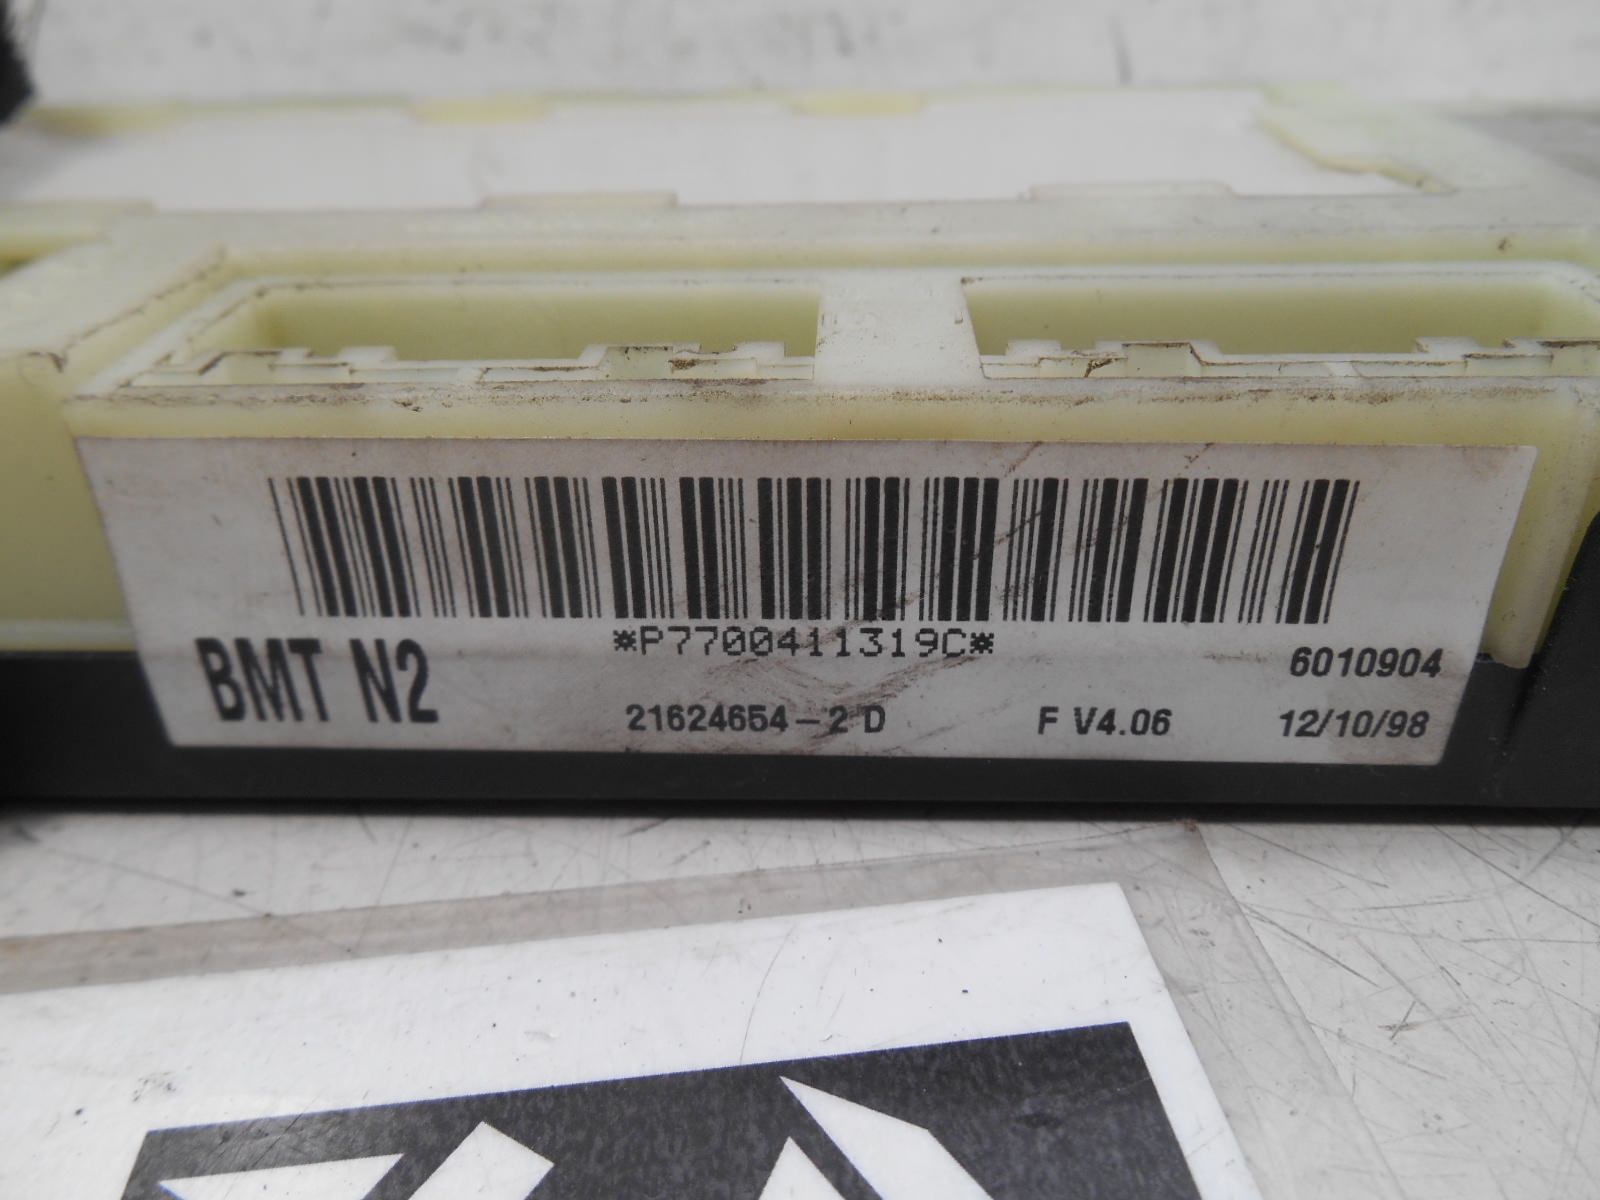 *P7700411319C*
BMT N2
6010904
21624654-2 D F V4.06 12/10/98